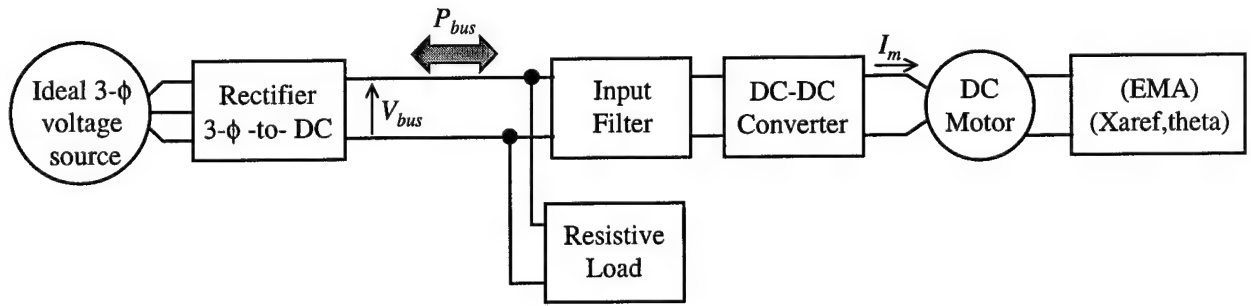 Ideal 3-ϕ
voltage
source
Rectifier
3-ϕ -to- DC
P_bus
V_bus
Input
Filter
DC-DC
Converter
I_m
DC
Motor
(EMA)
(Xaref,theta)
Resistive
Load